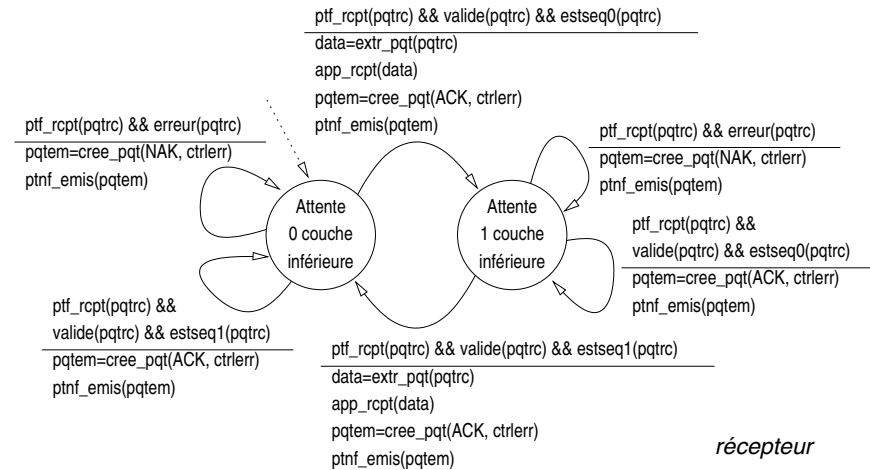 ptf_rcpt(pqtrc) && valide(pqtrc) && estseq0(pqtrc)
data=extr_pqt(pqtrc)
app_rcpt(data)
pqtem=cree_pqt(ACK, ctrlerr)
ptnf_emis(pqtem)
ptf_rcpt(pqtrc) && erreur(pqtrc)
pqtem=cree_pqt(NAK, ctrlerr)
ptnf_emis(pqtem)
ptf_rcpt(pqtrc) && erreur(pqtrc)
pqtem=cree_pqt(NAK, ctrlerr)
ptnf_emis(pqtem)
Attente
0 couche
inférieure
Attente
1 couche
inférieure
ptf_rcpt(pqtrc) &&
valide(pqtrc) && estseq0(pqtrc)
pqtem=cree_pqt(ACK, ctrlerr)
ptnf_emis(pqtem)
ptf_rcpt(pqtrc) &&
valide(pqtrc) && estseq1(pqtrc)
pqtem=cree_pqt(ACK, ctrlerr)
ptnf_emis(pqtem)
ptf_rcpt(pqtrc) && valide(pqtrc) && estseq1(pqtrc)
data=extr_pqt(pqtrc)
app_rcpt(data)
pqtem=cree_pqt(ACK, ctrlerr)
ptnf_emis(pqtem)
récepteur